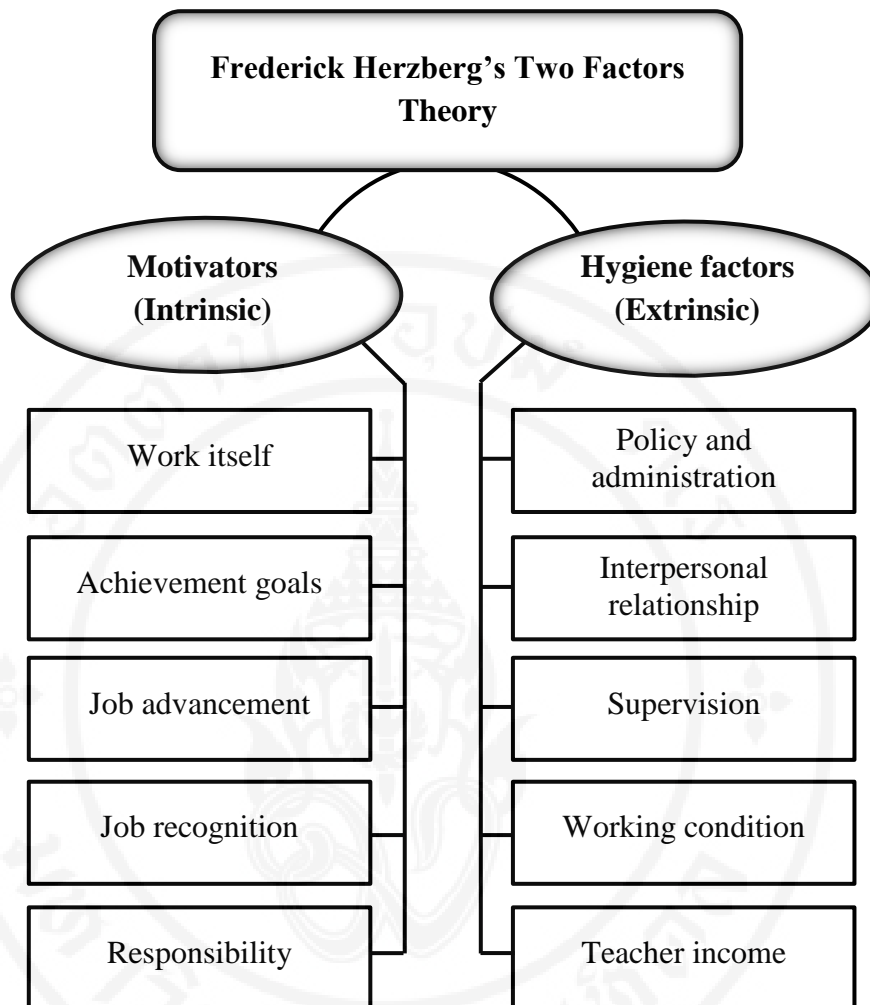 Frederick Herzberg’s Two Factors
Theory
Motivators
(Intrinsic)
Work itself
Achievement goals
Job advancement
Job recognition
Responsibility
Hygiene factors
(Extrinsic)
Policy and
administration
Interpersonal
relationship
Supervision
Working condition
Teacher income